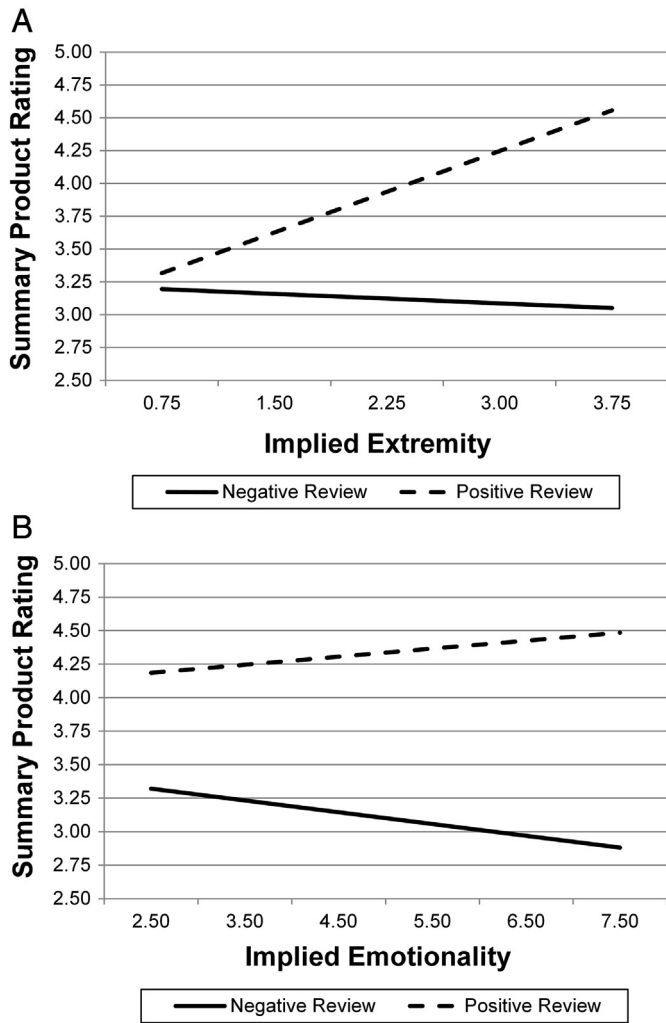 A
Summary Product Rating
5.00
4.75
4.50
4.25
4.00
3.75
3.50
3.25
3.00
2.75
2.50
0.75 1.50 2.25 3.00 3.75
Implied Extremity
Negative Review Positive Review
B
Summary Product Rating
5.00
4.75
4.50
4.25
4.00
3.75
3.50
3.25
3.00
2.75
2.50
2.50 3.50 4.50 5.50 6.50 7.50
Implied Emotionality
Negative Review Positive Review